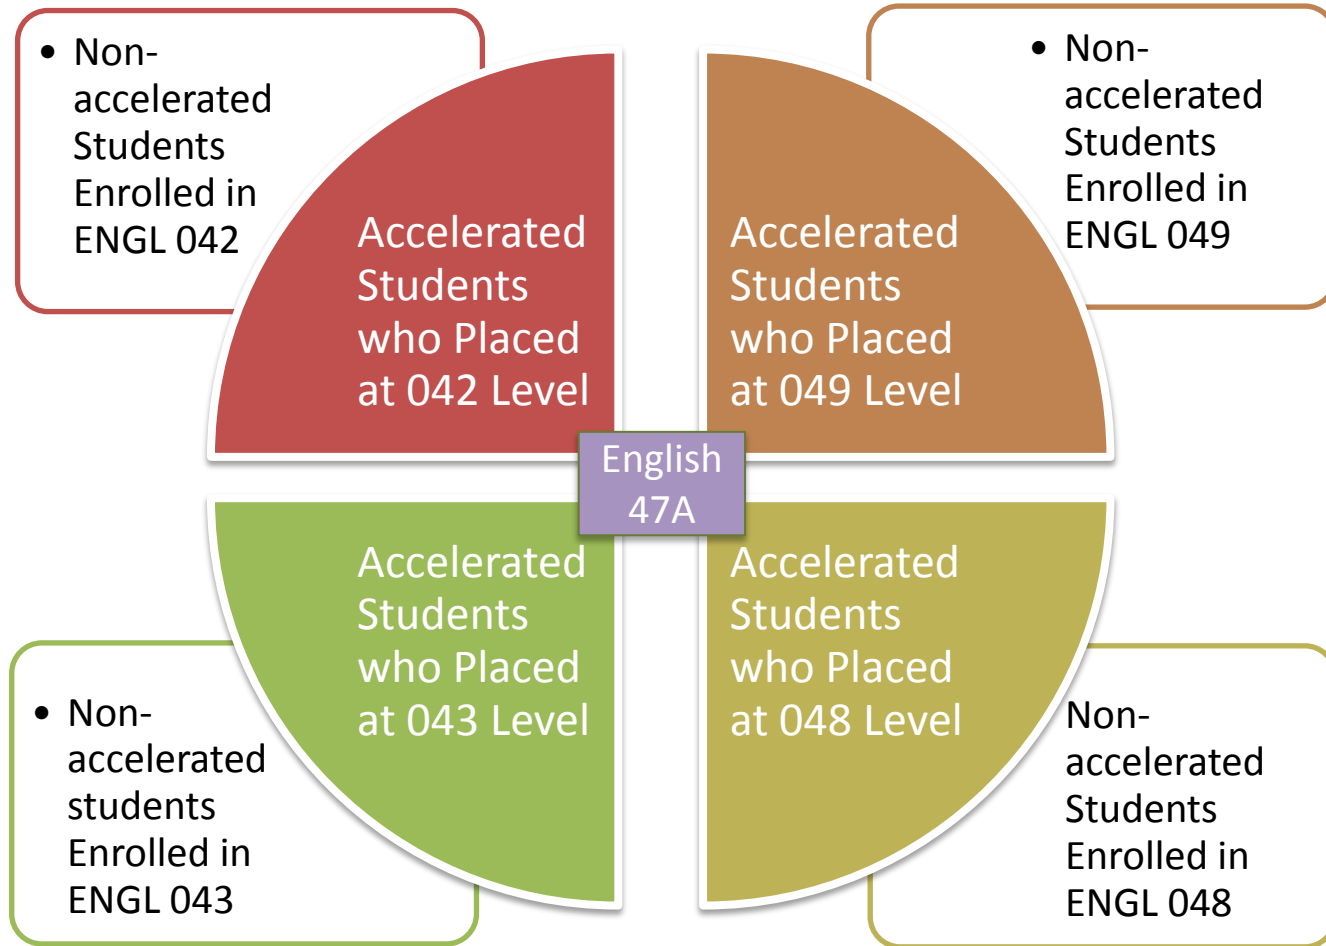 • Non-
accelerated
Students
Enrolled in
ENGL 042
Accelerated
Students
who Placed
at 042 Level
• Non-
accelerated
Students
Enrolled in
ENGL 049
Accelerated
Students
who Placed
at 049 Level
English
47A
Accelerated
Students
who Placed
at 043 Level
• Non-
accelerated
students
Enrolled in
ENGL 043
Accelerated
Students
who Placed
at 048 Level
Non-
accelerated
Students
Enrolled in
ENGL 048